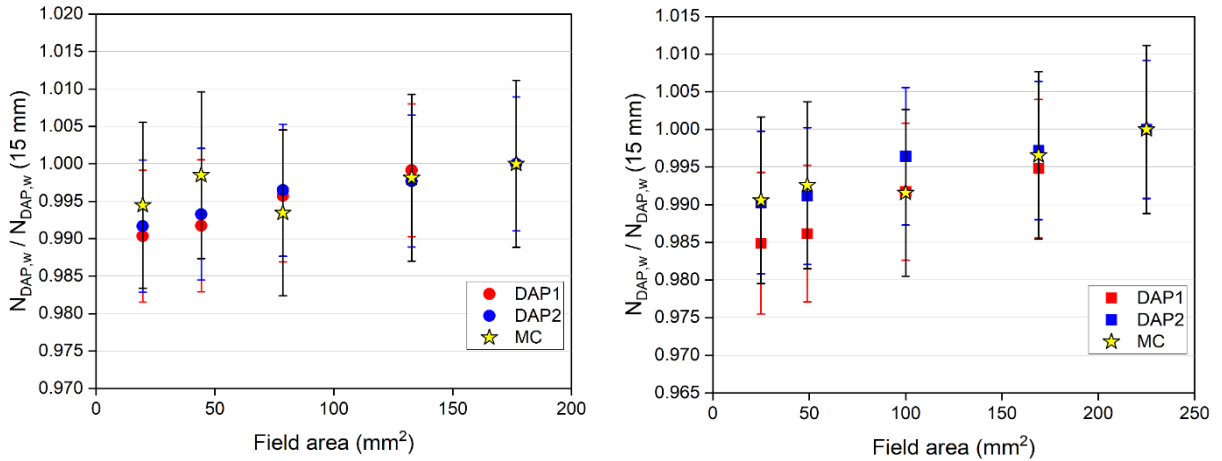 1.020
1.015
1.010
1.005
1.000
0.995
0.990
0.985
0.980
0.975
0.970
N_DAP,w / N_DAP,w (15 mm)
0 50 100 150 200
Field area (mm²)
DAP1
DAP2
MC
1.015
1.010
1.005
1.000
0.995
0.990
0.985
0.980
0.975
0.970
0.965
N_DAP,w / N_DAP,w (15 mm)
0 50 100 150 200 250
Field area (mm²)
DAP1
DAP2
MC